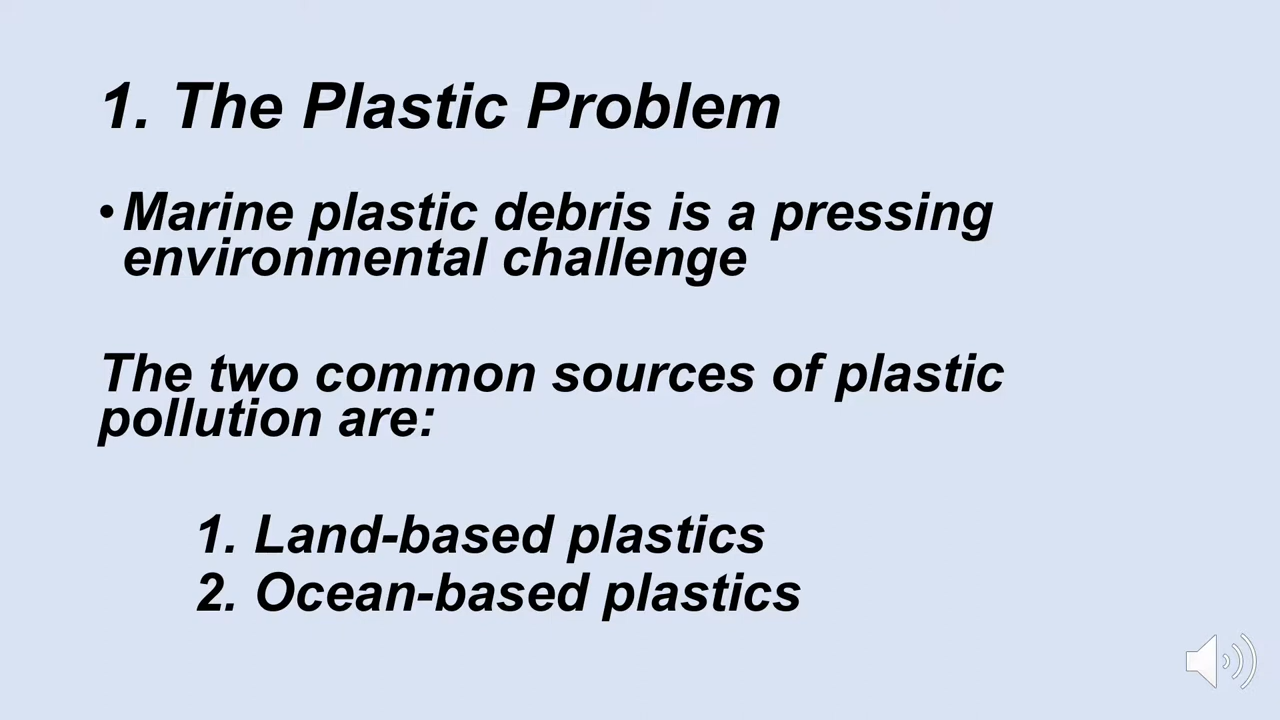 1. The Plastic Problem
• Marine plastic debris is a pressing
environmental challenge
The two common sources of plastic
pollution are:
1. Land-based plastics
2. Ocean-based plastics